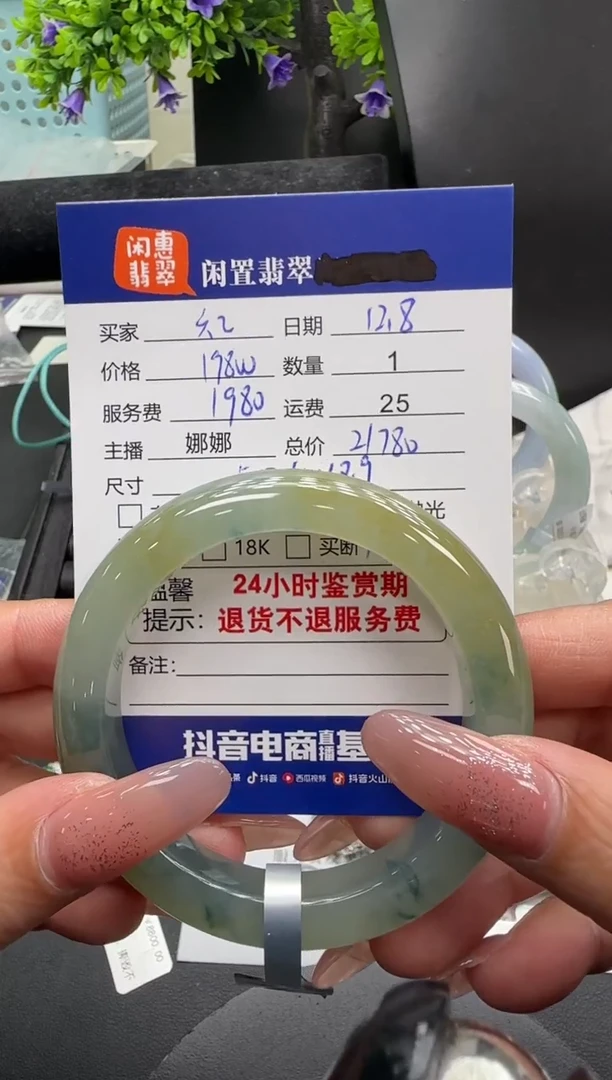 闲惠
翡翠
闲置翡翠
买家 日期 12.8
价格 198W 数量 1
服务费 1980 运费 25
主播 娜娜 总价 21780
尺寸
18K 买断
温馨 24小时鉴赏期
提示：退货不退服务费
备注：
抖音电商直播基
抖音 西瓜视频 抖音火山